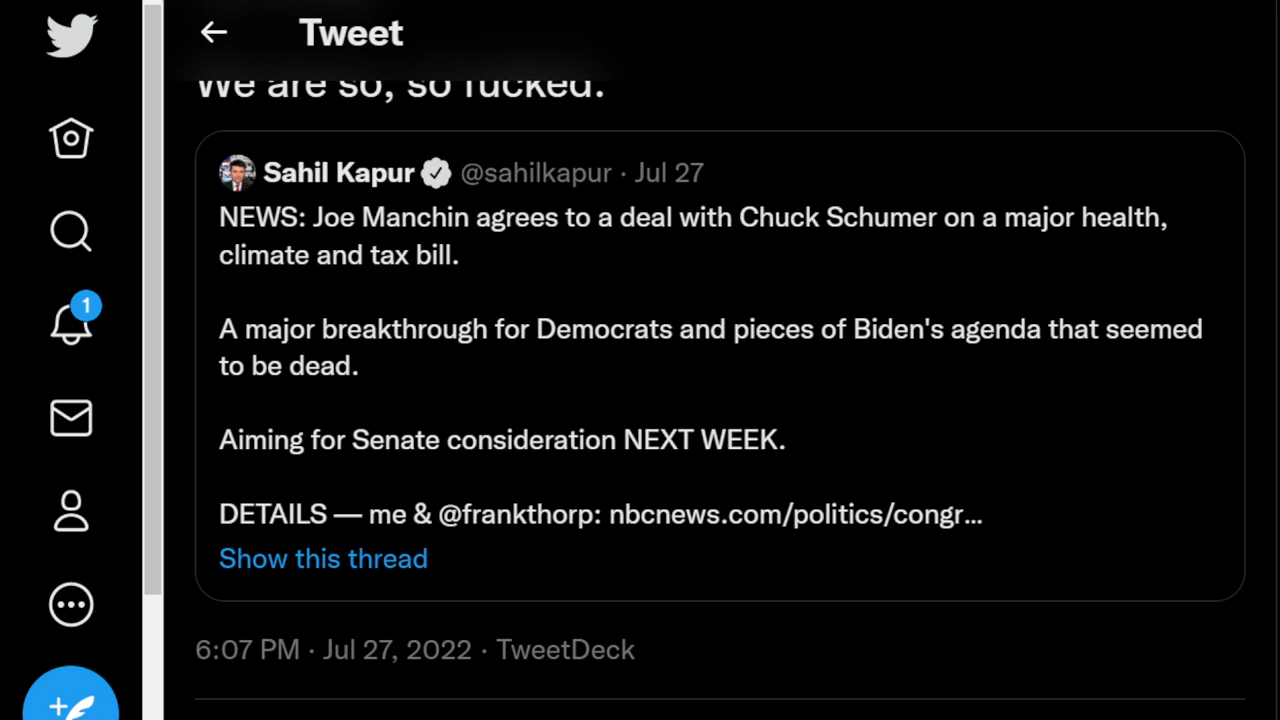 Tweet
We are so, so fucked.
Sahil Kapur @sahilkapur · Jul 27
NEWS: Joe Manchin agrees to a deal with Chuck Schumer on a major health,
climate and tax bill.
A major breakthrough for Democrats and pieces of Biden's agenda that seemed
to be dead.
Aiming for Senate consideration NEXT WEEK.
DETAILS — me & @frankthorp: nbcnews.com/politics/congr...
Show this thread
6:07 PM · Jul 27, 2022 · TweetDeck
1